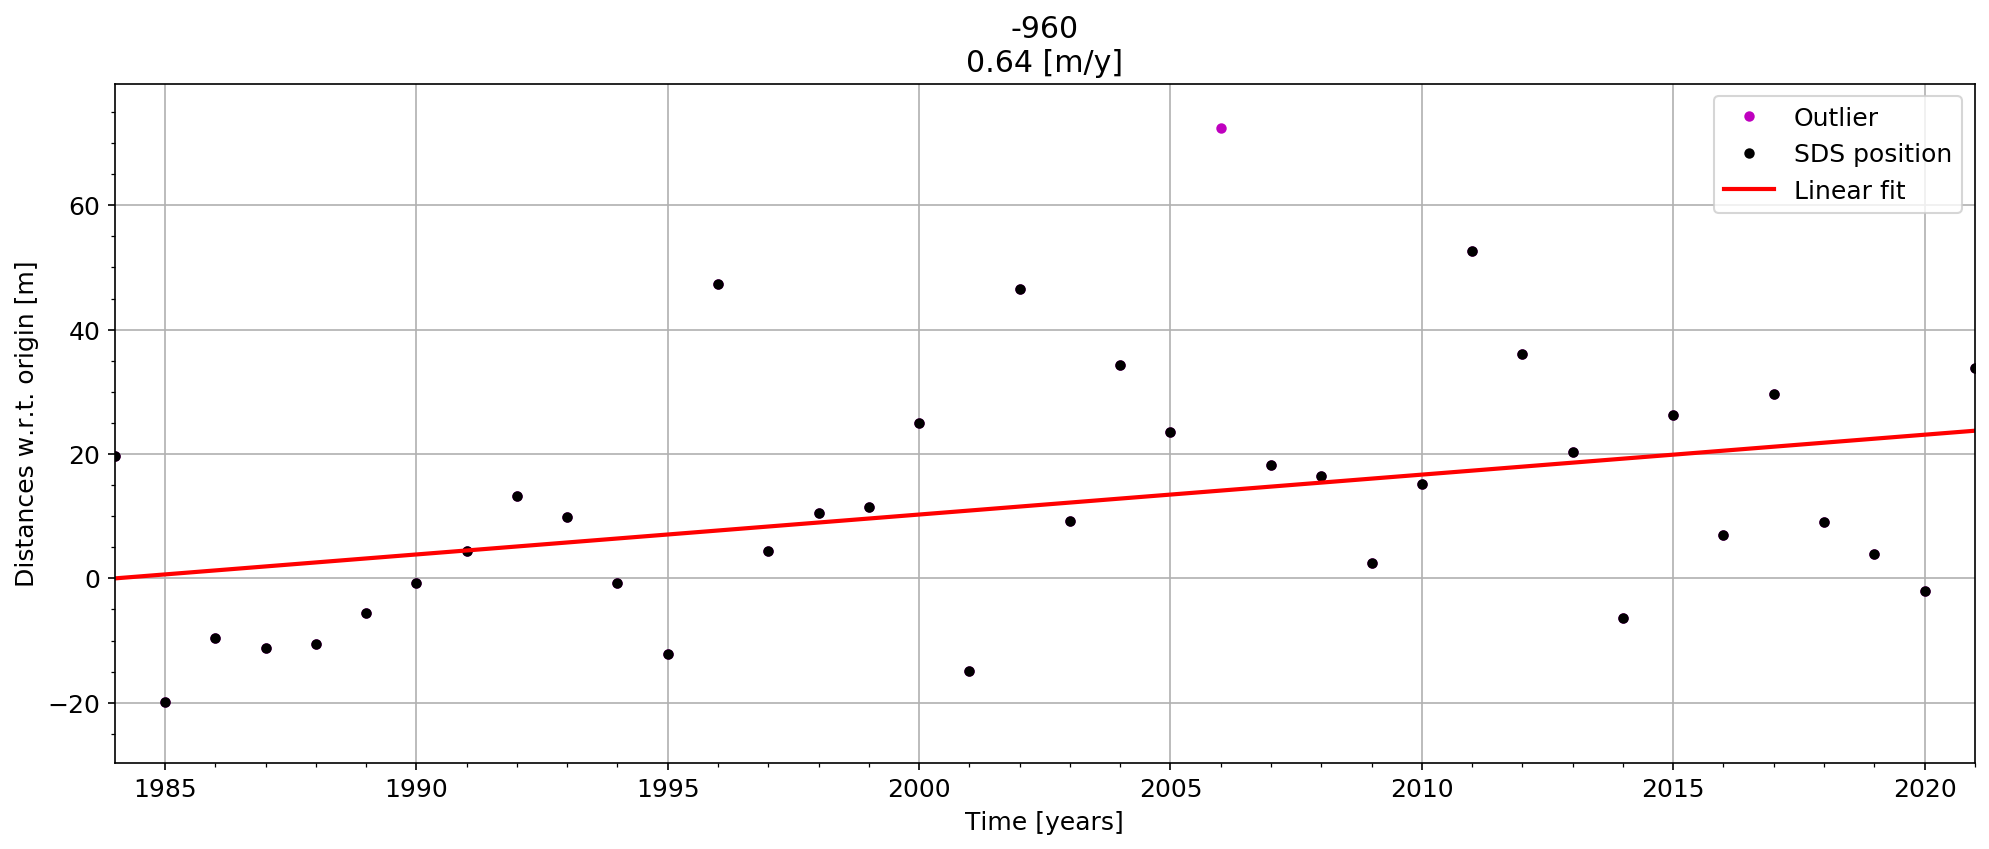 -960
0.64 [m/y]
Outlier
SDS position
Linear fit
Distances w.r.t. origin [m]
60
40
20
0
−20
1985 1990 1995 2000 2005 2010 2015 2020
Time [years]